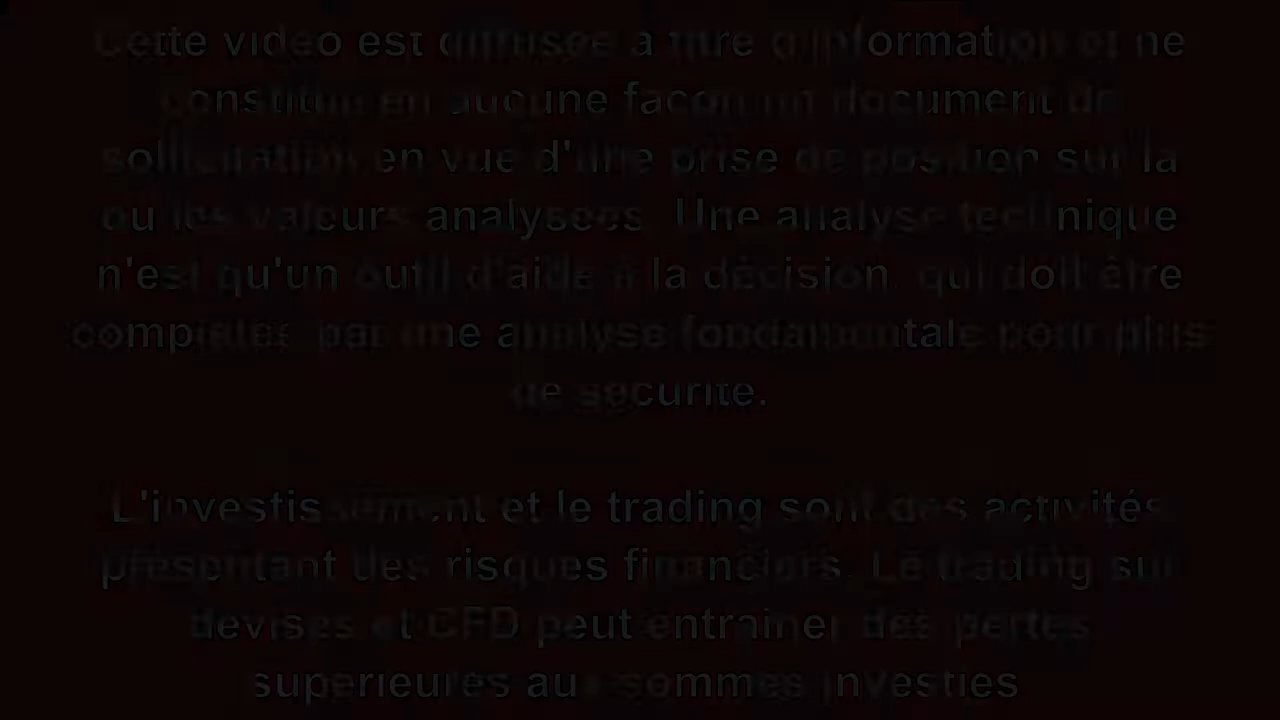 Cette vidéo est diffusée à titre d'information et ne
constitue en aucune façon un document de
sollicitation en vue d'une prise de position sur la
ou les valeurs analysées. Une analyse technique
n'est qu'un outil d'aide à la décision, qui doit être
complétée par une analyse fondamentale pour plus
de sécurité.
L'investissement et le trading sont des activités
présentant des risques financiers. Le trading sur
devises et CFD peut entrainer des pertes
supérieures aux sommes investies